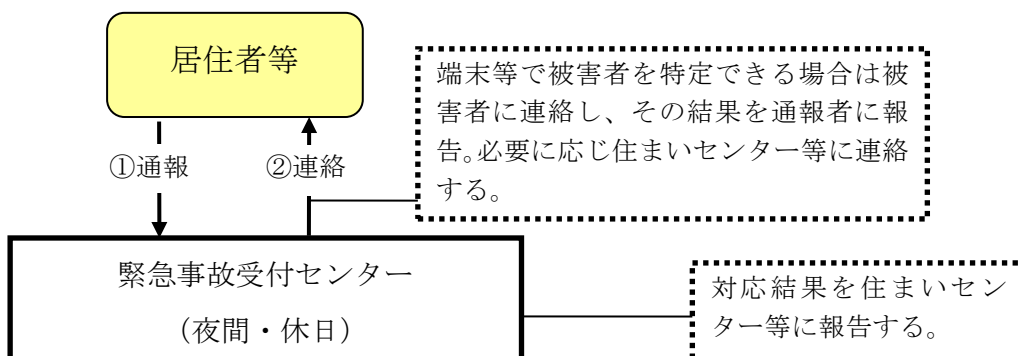 居住者等
端末等で被害者を特定できる場合は被
害者に連絡し、その結果を通報者に報
告。必要に応じ住まいセンター等に連絡
する。
①通報
②連絡
緊急事故受付センター
（夜間・休日）
対応結果を住まいセン
ター等に報告する。